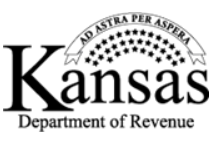 AD ASTRA PER ASPERA
Kansas
Department of Revenue